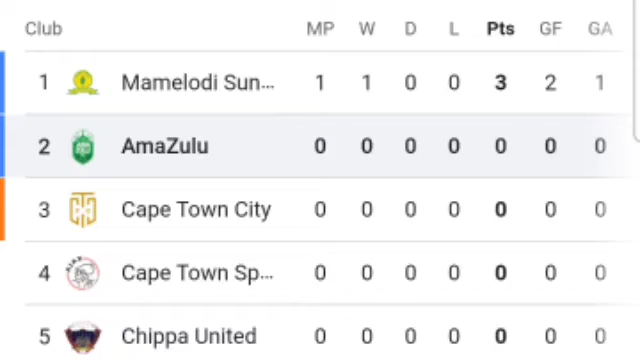 Club MP W D L Pts GF GA
1 Mamelodi Sun... 1 1 0 0 3 2 1
2 AmaZulu 0 0 0 0 0 0 0
3 Cape Town City 0 0 0 0 0 0 0
4 Cape Town Sp... 0 0 0 0 0 0 0
5 Chippa United 0 0 0 0 0 0 0